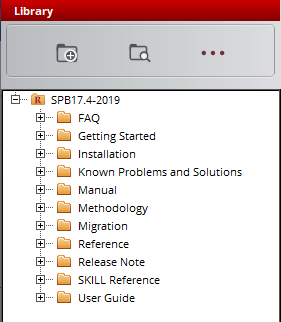 Library
SPB17.4-2019
FAQ
Getting Started
Installation
Known Problems and Solutions
Manual
Methodology
Migration
Reference
Release Note
SKILL Reference
User Guide